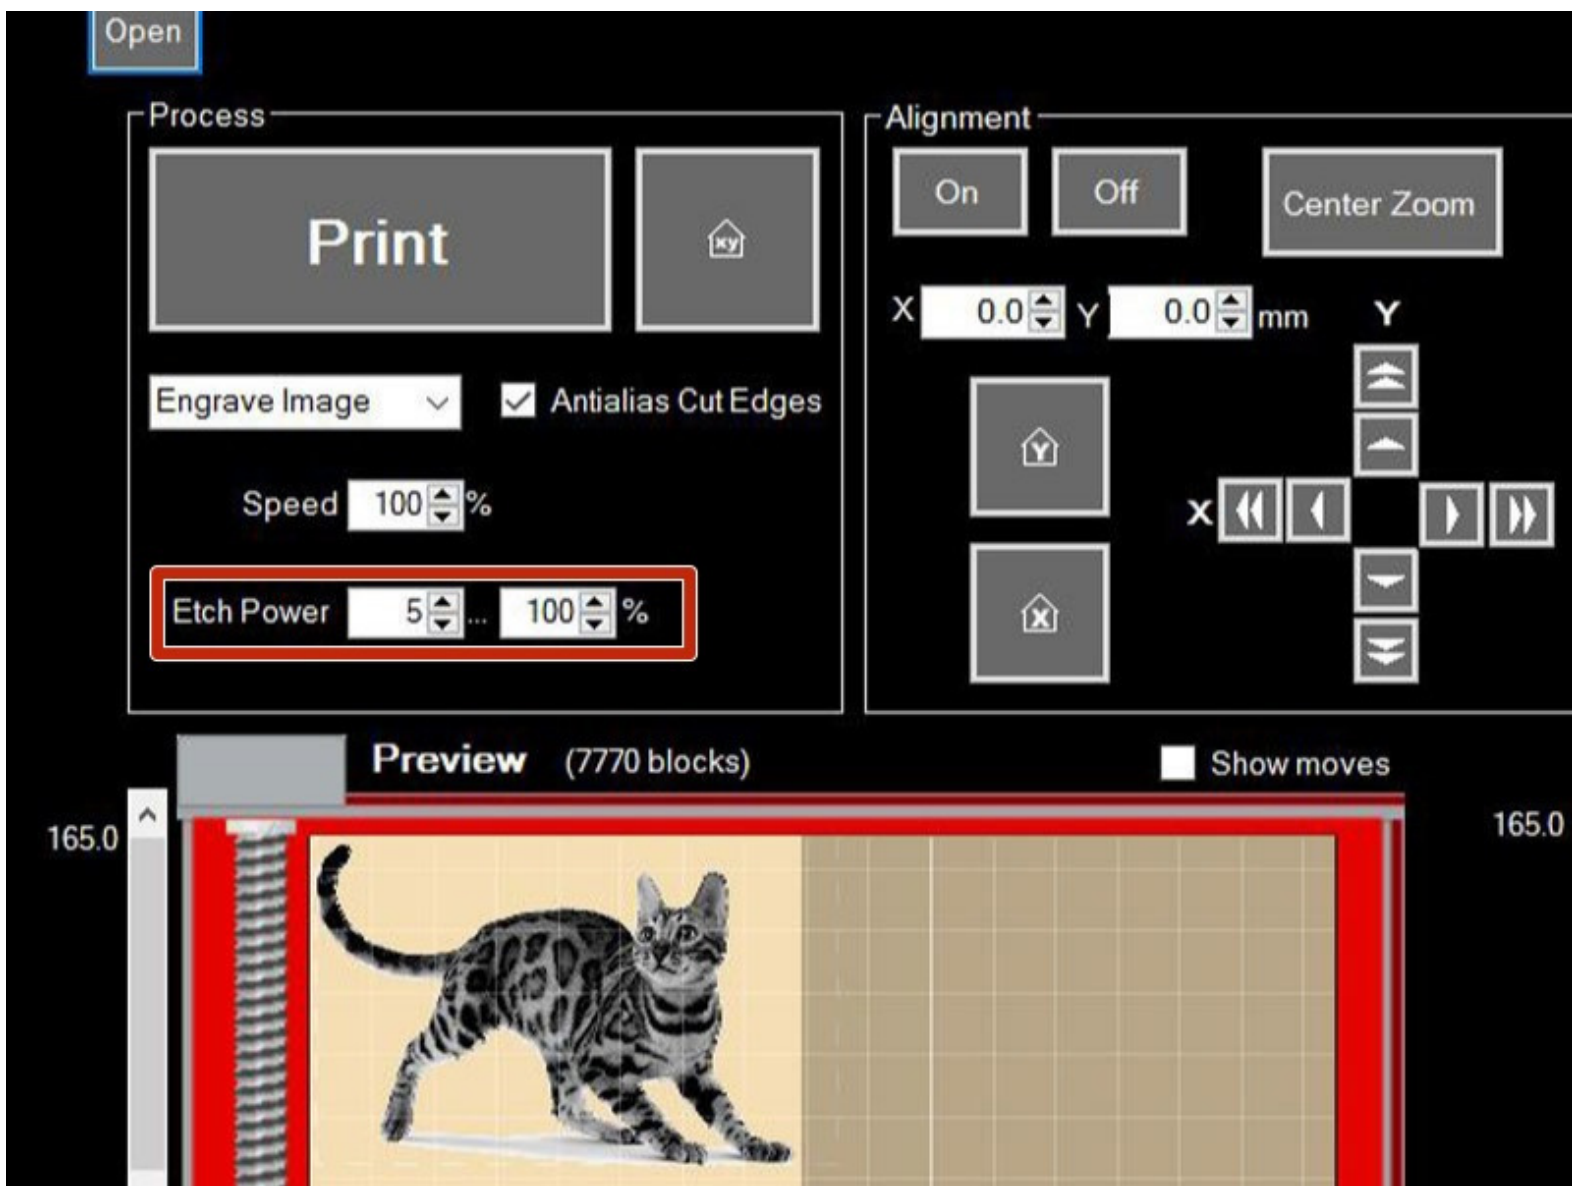 Open
Process
Print
xy
Engrave Image
Antialias Cut Edges
Speed 100 %
Etch Power 5 ... 100 %
Alignment
On Off Center Zoom
X 0.0 Y 0.0 mm
Y
Y
X
X
Preview (7770 blocks) Show moves
165.0 165.0